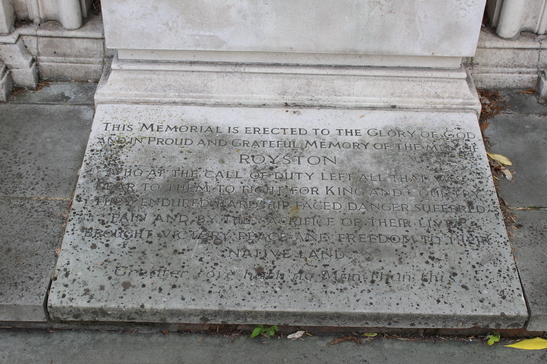 THIS MEMORIAL IS ERECTED TO THE GLORY OF GOD
AND IN PROUD AND GRATEFUL MEMORY OF THE MEN OF
ROYSTON
WHO AT THE CALL OF DUTY LEFT ALL THAT WAS
DEAR TO THEM, TO FIGHT FOR KING AND COUNTRY
THEY ENDURED HARDSHIP, FACED DANGER, SUFFERED
PAIN AND BY THE SACRIFICE OF THEIR LIVES
BROUGHT VICTORY PEACE AND FREEDOM TO THEIR
NATIVE LAND
Greater love hath no Man than this